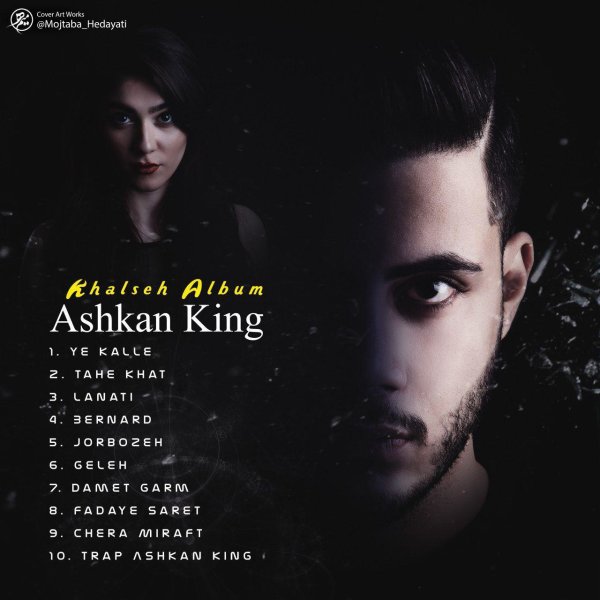 Cover Art Works
@Mojtaba_Hedayati
Khalseh Album
Ashkan King
1. YE KALLE
2. TAHE KHAT
3. LANATI
4. BERNARD
5. JORBOZEH
6. GELEH
7. DAMET GARM
8. FADAYE SARET
9. CHERA MIRAFT
10. TRAP ASHKAN KING